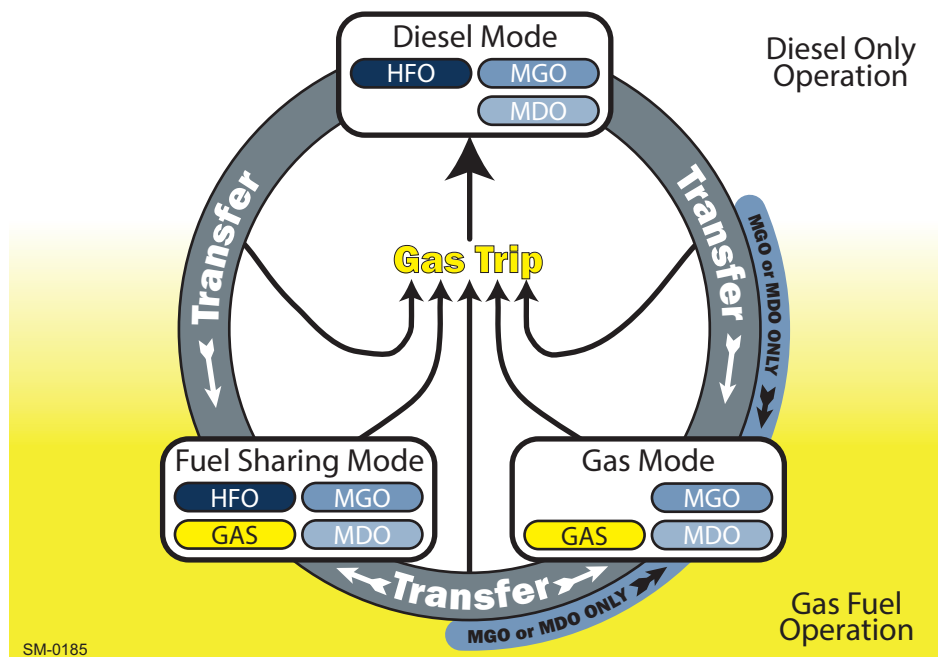 Diesel Mode
HFO
MGO
MDO
Diesel Only
Operation
Transfer
Transfer
MGO or MDO ONLY
Gas Trip
Fuel Sharing Mode
HFO
MGO
GAS
MDO
Gas Mode
MGO
GAS
MDO
Transfer
MGO or MDO ONLY
Gas Fuel
Operation
SM-0185